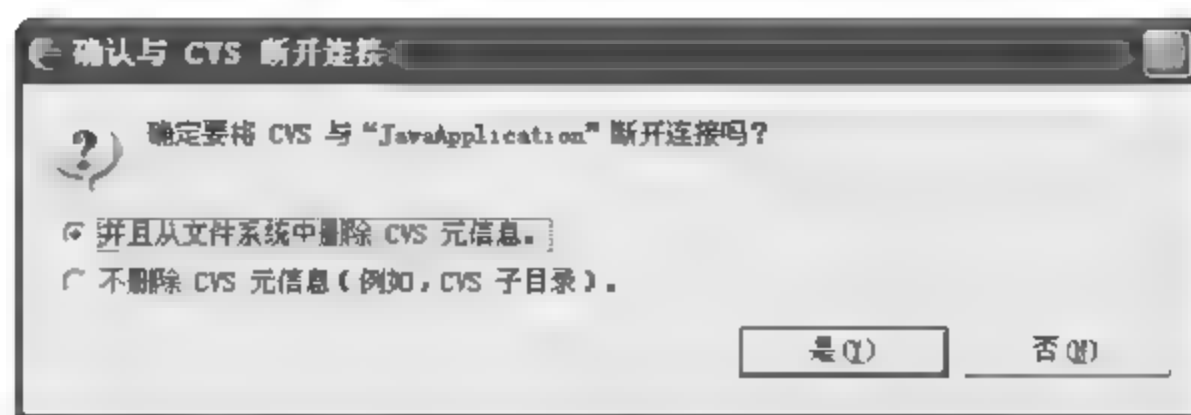 确认与 CVS 断开连接
确定要将 CVS 与“JavaApplication”断开连接吗？
并且从文件系统中删除 CVS 元信息。
不删除 CVS 元信息(例如，CVS 子目录)。
是(Y) 否(N)